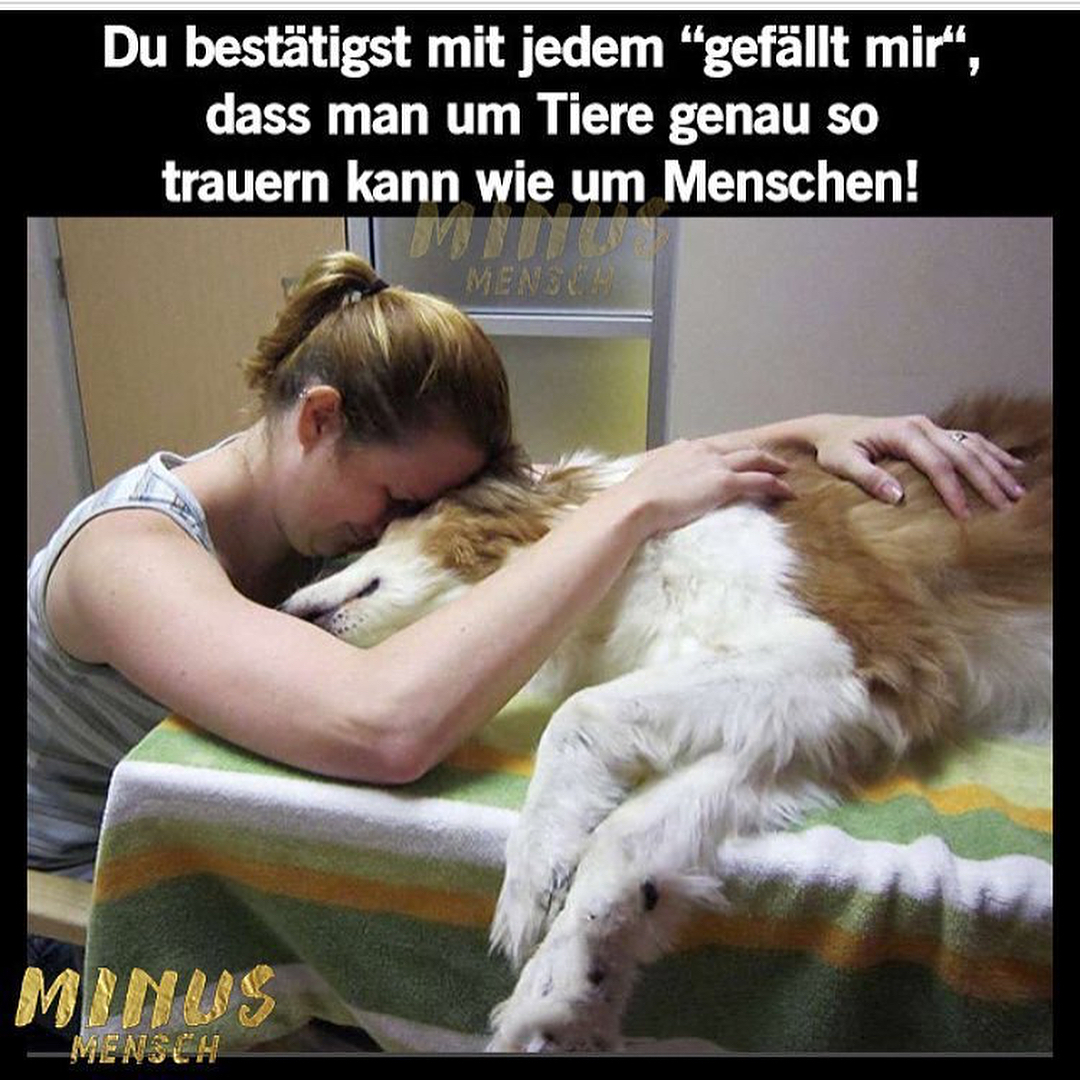 Du bestätigst mit jedem “gefällt mir“,
dass man um Tiere genau so
trauern kann wie um Menschen!
MINUS
MENSCH
MINUS
MENSCH